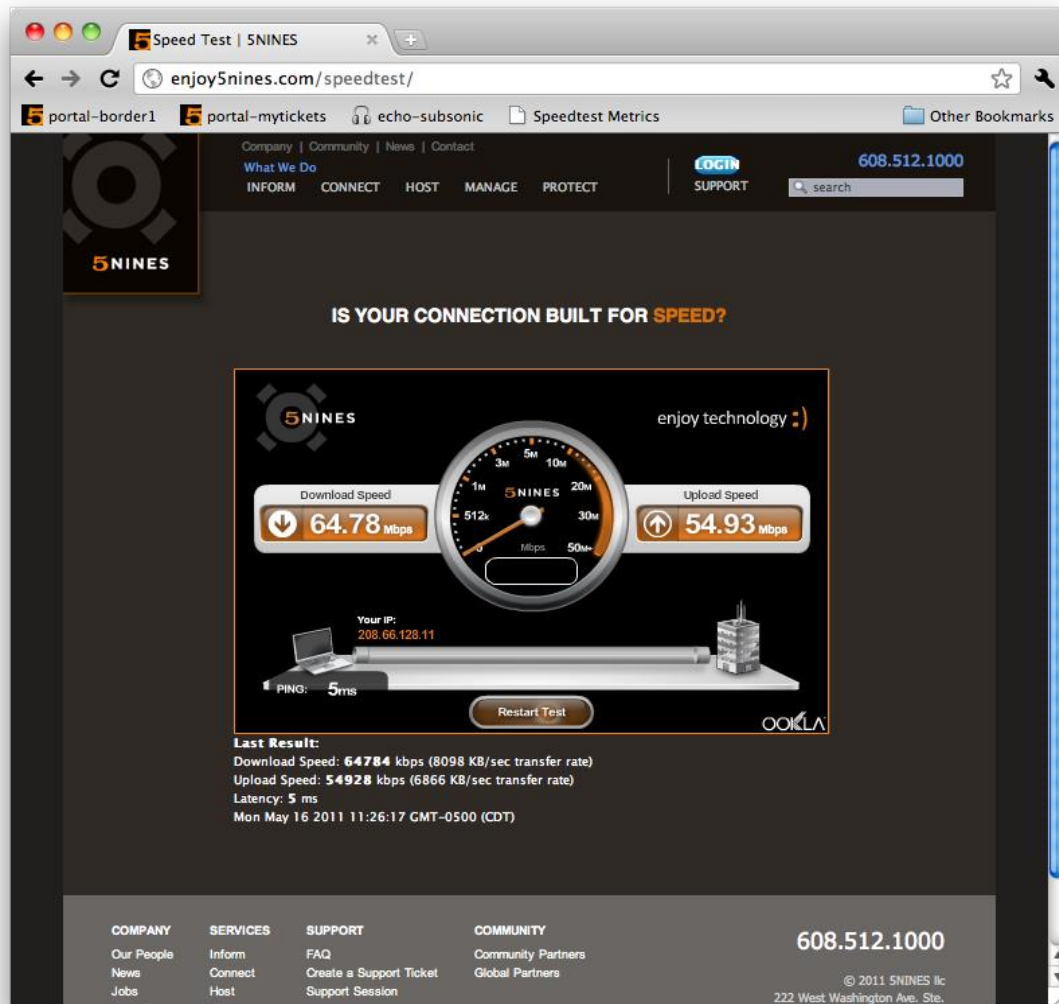 Speed Test | 5NINES
enjoy5nines.com/speedtest/
portal-border1 portal-mytickets echo-subsonic Speedtest Metrics Other Bookmarks
Company | Community | News | Contact
What We Do
INFORM CONNECT HOST MANAGE PROTECT
LOGIN
SUPPORT
608.512.1000
search
5NINES
IS YOUR CONNECTION BUILT FOR SPEED?
5NINES
enjoy technology :)
Download Speed
64.78 Mbps
0
512k
1M
3M
5M
10M
20M
30M
50M+
5NINES
Mbps
Upload Speed
54.93 Mbps
Your IP:
208.66.128.11
PING: 5ms
Restart Test
OOKLA
Last Result:
Download Speed: 64784 kbps (8098 KB/sec transfer rate)
Upload Speed: 54928 kbps (6866 KB/sec transfer rate)
Latency: 5 ms
Mon May 16 2011 11:26:17 GMT-0500 (CDT)
COMPANY
Our People
News
Jobs
SERVICES
Inform
Connect
Host
SUPPORT
FAQ
Create a Support Ticket
Support Session
COMMUNITY
Community Partners
Global Partners
608.512.1000
© 2011 5NINES llc
222 West Washington Ave. Ste.